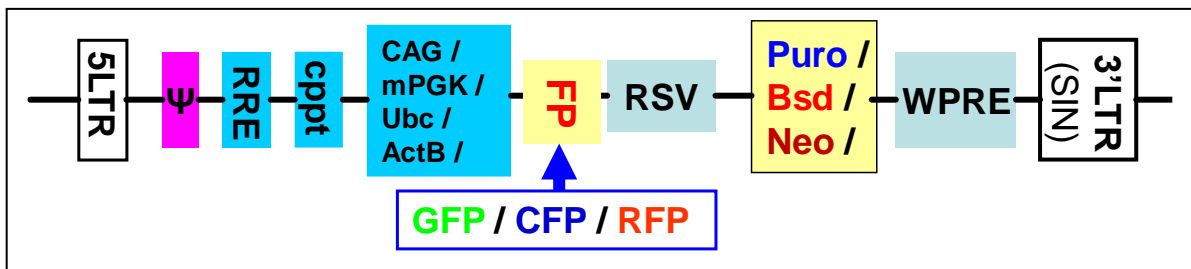 5LTR
Ψ
RRE
cppt
CAG /
mPGK /
Ubc /
ActB /
FP
RSV
Puro /
Bsd /
Neo /
WPRE
3'LTR
(SIN)
GFP / CFP / RFP